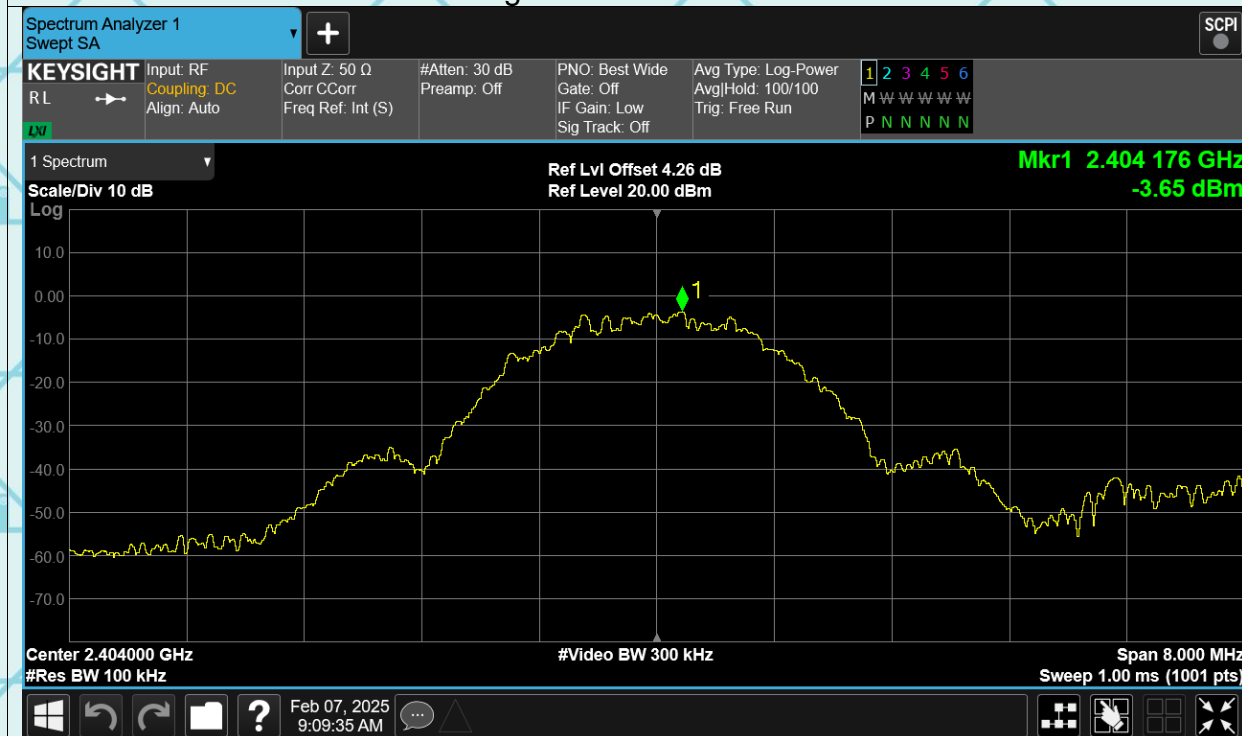 Spectrum Analyzer 1
Swept SA
+
SCPI
KEYSIGHT
RL
LXI
Input: RF
Coupling: DC
Align: Auto
Input Z: 50 Ω
Corr CCorr
Freq Ref: Int (S)
#Atten: 30 dB
Preamp: Off
PNO: Best Wide
Gate: Off
IF Gain: Low
Sig Track: Off
Avg Type: Log-Power
Avg|Hold: 100/100
Trig: Free Run
1 2 3 4 5 6
M W W W W W
P N N N N N
1 Spectrum
Scale/Div 10 dB
Ref Lvl Offset 4.26 dB
Ref Level 20.00 dBm
Mkr1 2.404 176 GHz
-3.65 dBm
Log
10.0
0.00
-10.0
-20.0
-30.0
-40.0
-50.0
-60.0
-70.0
1
Center 2.404000 GHz
#Res BW 100 kHz
#Video BW 300 kHz
Span 8.000 MHz
Sweep 1.00 ms (1001 pts)
?
Feb 07, 2025
9:09:35 AM